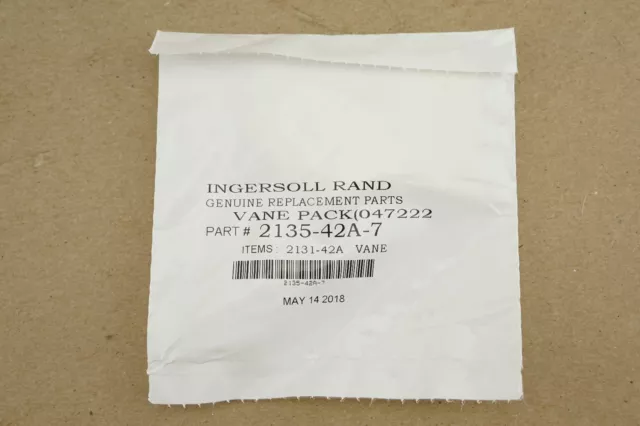 INGERSOLL RAND
GENUINE REPLACEMENT PARTS
VANE PACK(047222
PART # 2135-42A-7
ITEMS: 2131-42A VANE
2135-42A-7
MAY 14 2018